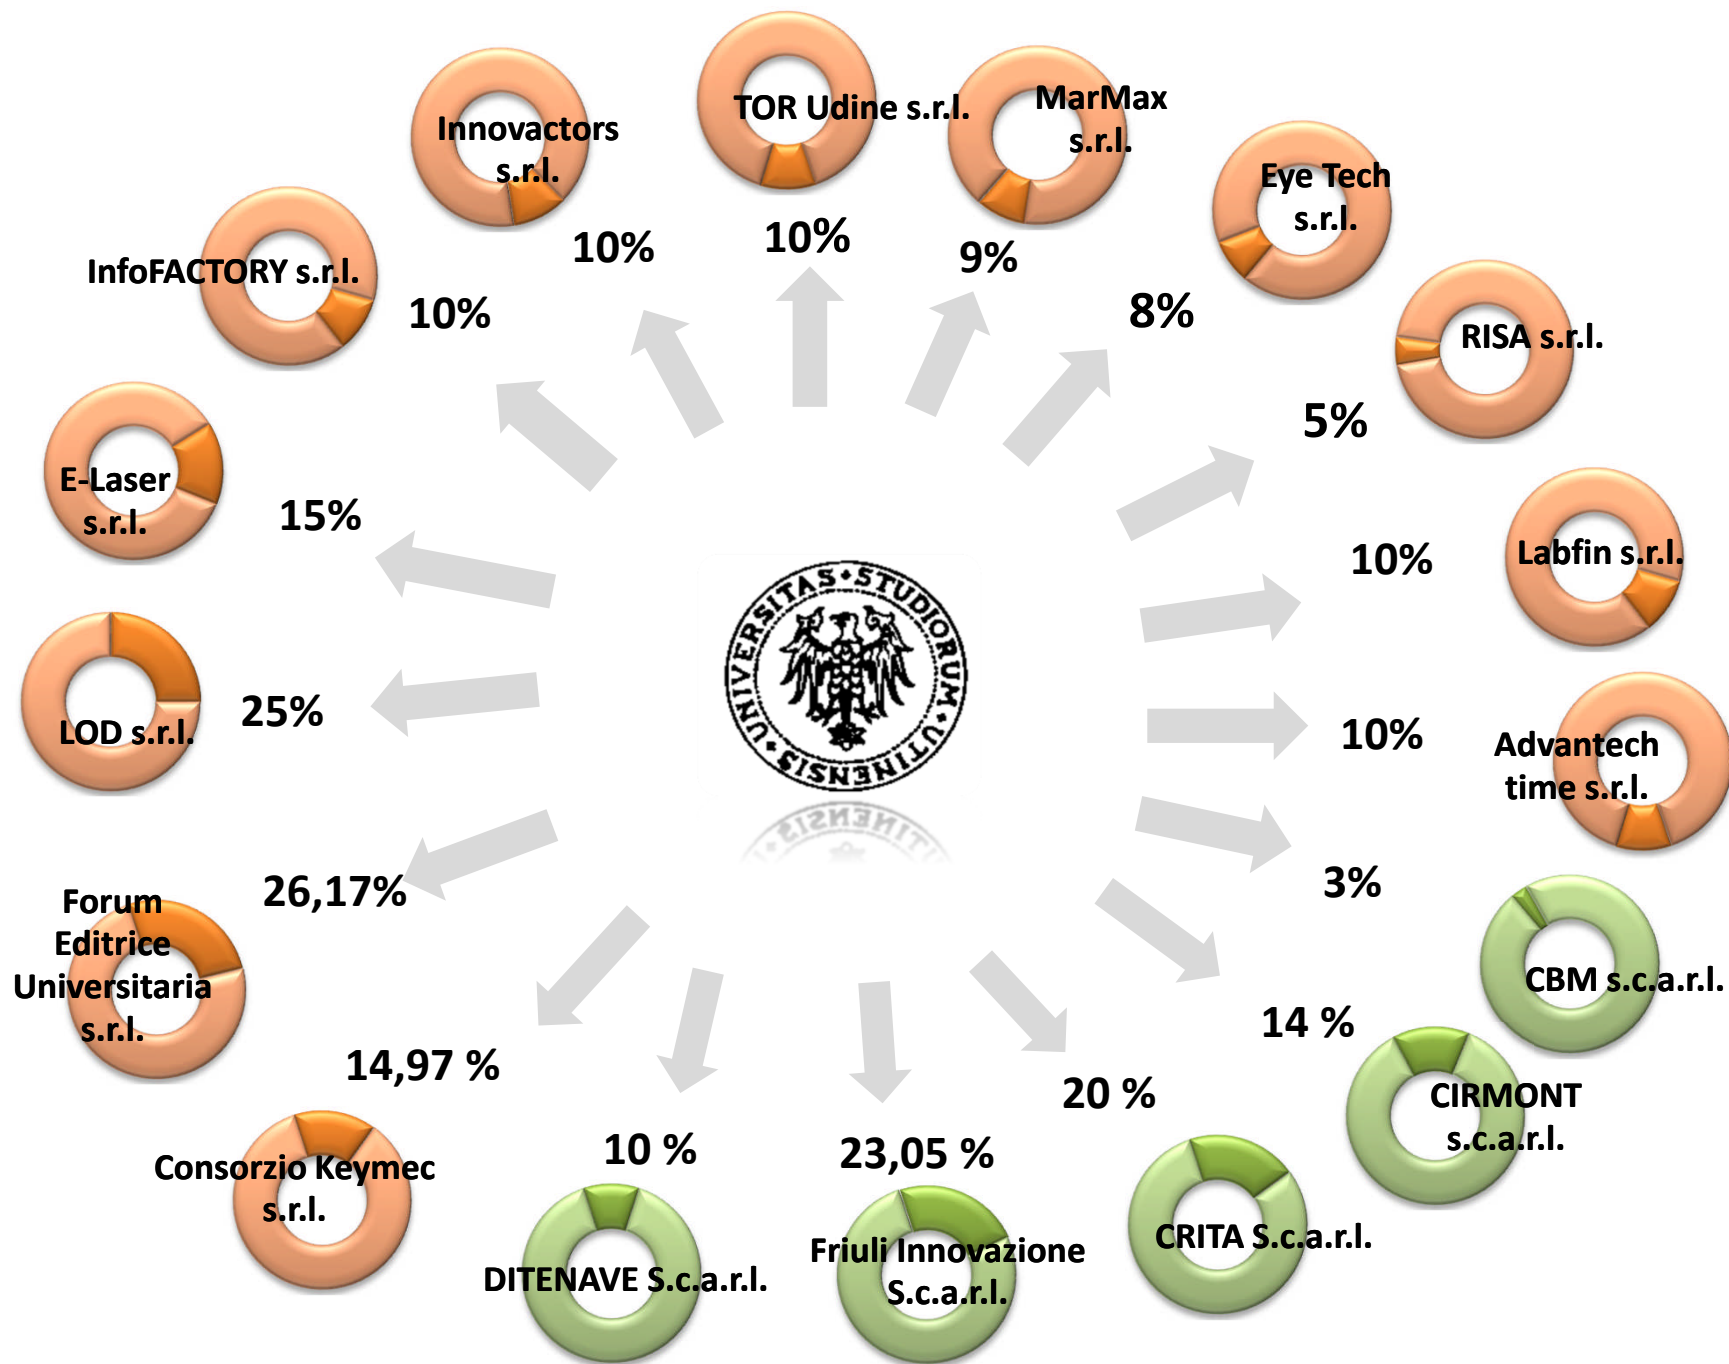 TOR Udine s.r.l.
10%
MarMax
s.r.l.
9%
Eye Tech
s.r.l.
8%
RISA s.r.l.
5%
Labfin s.r.l.
10%
Advantech
time s.r.l.
10%
CBM s.c.a.r.l.
3%
CIRMONT
s.c.a.r.l.
14 %
CRITA S.c.a.r.l.
20 %
Friuli Innovazione
S.c.a.r.l.
23,05 %
DITENAVE S.c.a.r.l.
10 %
Consorzio Keymec
s.r.l.
14,97 %
Forum
Editrice
Universitaria
s.r.l.
26,17%
LOD s.r.l.
25%
E-Laser
s.r.l.
15%
InfoFACTORY s.r.l.
10%
Innovactors
s.r.l.
10%
UNIVERSITAS • STUDIORUM • UTINENSIS •